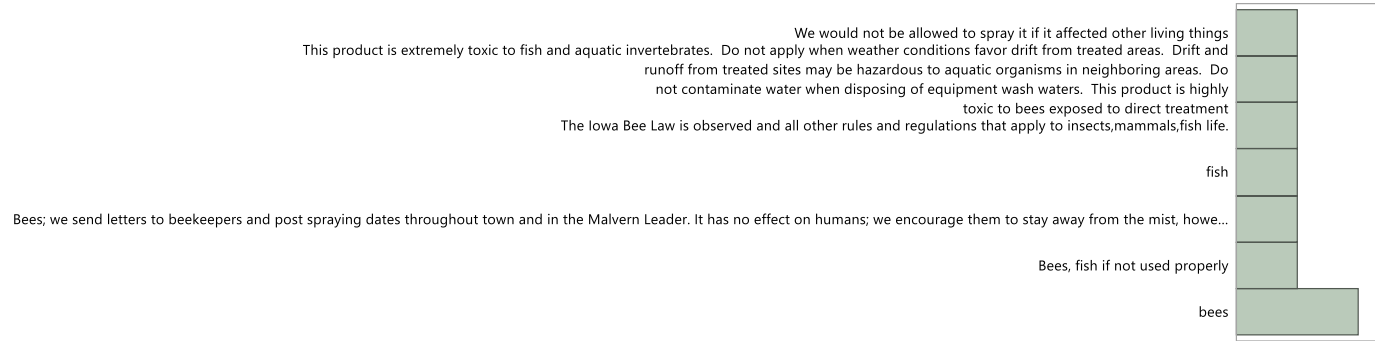 We would not be allowed to spray it if it affected other living things
This product is extremely toxic to fish and aquatic invertebrates.  Do not apply when weather conditions favor drift from treated areas.  Drift and
runoff from treated sites may be hazardous to aquatic organisms in neighboring areas.  Do
not contaminate water when disposing of equipment wash waters.  This product is highly
toxic to bees exposed to direct treatment
The Iowa Bee Law is observed and all other rules and regulations that apply to insects,mammals,fish life.
fish
Bees; we send letters to beekeepers and post spraying dates throughout town and in the Malvern Leader. It has no effect on humans; we encourage them to stay away from the mist, howe...
Bees, fish if not used properly
bees